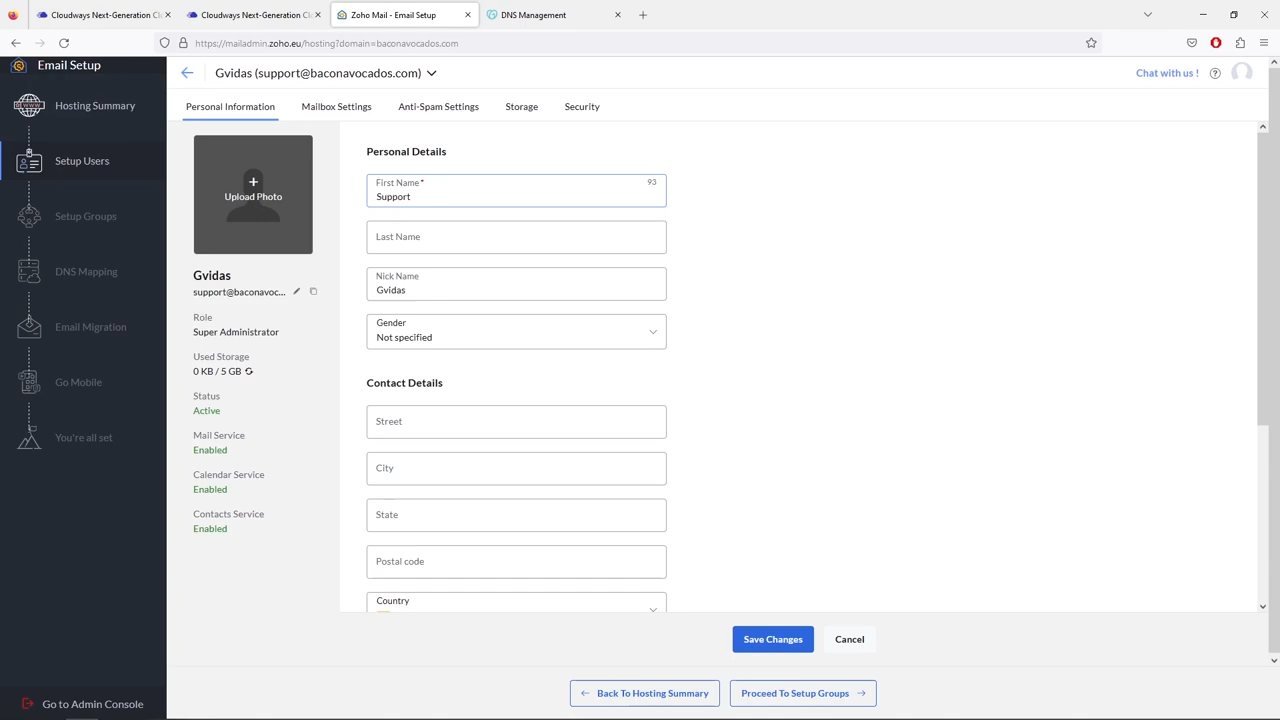 Cloudways Next-Generation Cl
Cloudways Next-Generation Cl
Zoho Mail - Email Setup
DNS Management
https://mailadmin.zoho.eu/hosting?domain=baconavocados.com
Email Setup
Gvidas (support@baconavocados.com)
Chat with us !
Hosting Summary
Setup Users
Setup Groups
DNS Mapping
Email Migration
Go Mobile
You're all set
Go to Admin Console
Personal Information
Mailbox Settings
Anti-Spam Settings
Storage
Security
Upload Photo
Gvidas
support@baconavoc...
Role
Super Administrator
Used Storage
0 KB / 5 GB
Status
Active
Mail Service
Enabled
Calendar Service
Enabled
Contacts Service
Enabled
Personal Details
First Name*
93
Support
Last Name
Nick Name
Gvidas
Gender
Not specified
Contact Details
Street
City
State
Postal code
Country
Save Changes
Cancel
Back To Hosting Summary
Proceed To Setup Groups